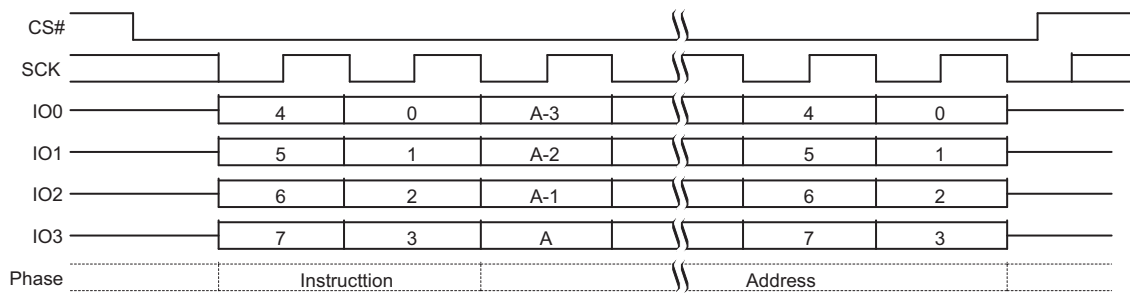 CS#
SCK
IO0 4 0 A-3 4 0
IO1 5 1 A-2 5 1
IO2 6 2 A-1 6 2
IO3 7 3 A 7 3
Phase Instructtion Address